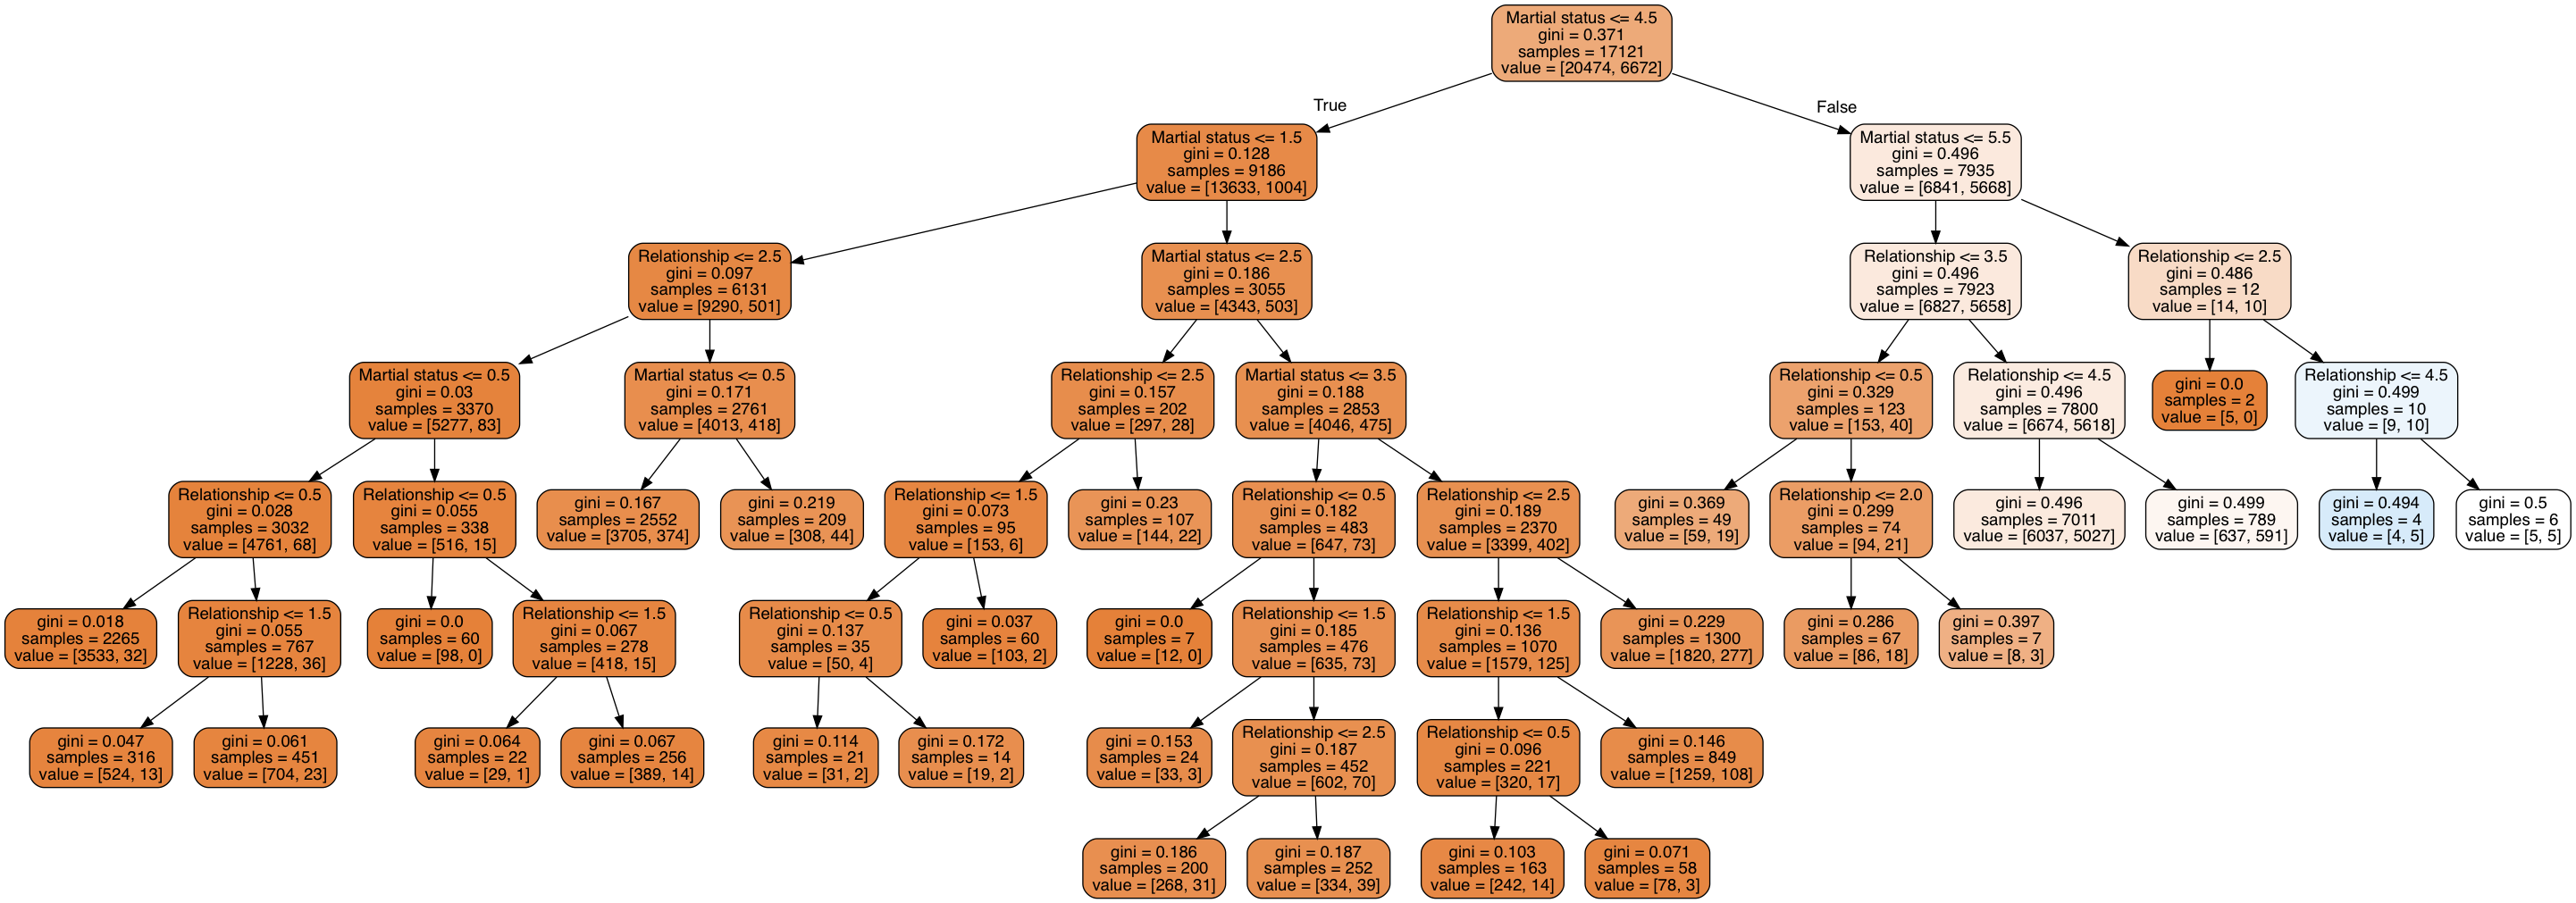 Martial status <= 4.5
gini = 0.371
samples = 17121
value = [20474, 6672]
True
False
Martial status <= 1.5
gini = 0.128
samples = 9186
value = [13633, 1004]
Martial status <= 5.5
gini = 0.496
samples = 7935
value = [6841, 5668]
Relationship <= 2.5
gini = 0.097
samples = 6131
value = [9290, 501]
Martial status <= 2.5
gini = 0.186
samples = 3055
value = [4343, 503]
Relationship <= 3.5
gini = 0.496
samples = 7923
value = [6827, 5658]
Relationship <= 2.5
gini = 0.486
samples = 12
value = [14, 10]
Martial status <= 0.5
gini = 0.03
samples = 3370
value = [5277, 83]
Martial status <= 0.5
gini = 0.171
samples = 2761
value = [4013, 418]
Relationship <= 2.5
gini = 0.157
samples = 202
value = [297, 28]
Martial status <= 3.5
gini = 0.188
samples = 2853
value = [4046, 475]
Relationship <= 0.5
gini = 0.329
samples = 123
value = [153, 40]
Relationship <= 4.5
gini = 0.496
samples = 7800
value = [6674, 5618]
gini = 0.0
samples = 2
value = [5, 0]
Relationship <= 4.5
gini = 0.499
samples = 10
value = [9, 10]
Relationship <= 0.5
gini = 0.028
samples = 3032
value = [4761, 68]
Relationship <= 0.5
gini = 0.055
samples = 338
value = [516, 15]
gini = 0.167
samples = 2552
value = [3705, 374]
gini = 0.219
samples = 209
value = [308, 44]
Relationship <= 1.5
gini = 0.073
samples = 95
value = [153, 6]
gini = 0.23
samples = 107
value = [144, 22]
Relationship <= 0.5
gini = 0.182
samples = 483
value = [647, 73]
Relationship <= 2.5
gini = 0.189
samples = 2370
value = [3399, 402]
gini = 0.369
samples = 49
value = [59, 19]
Relationship <= 2.0
gini = 0.299
samples = 74
value = [94, 21]
gini = 0.496
samples = 7011
value = [6037, 5027]
gini = 0.499
samples = 789
value = [637, 591]
gini = 0.494
samples = 4
value = [4, 5]
gini = 0.5
samples = 6
value = [5, 5]
gini = 0.018
samples = 2265
value = [3533, 32]
Relationship <= 1.5
gini = 0.055
samples = 767
value = [1228, 36]
gini = 0.0
samples = 60
value = [98, 0]
Relationship <= 1.5
gini = 0.067
samples = 278
value = [418, 15]
Relationship <= 0.5
gini = 0.137
samples = 35
value = [50, 4]
gini = 0.037
samples = 60
value = [103, 2]
gini = 0.0
samples = 7
value = [12, 0]
Relationship <= 1.5
gini = 0.185
samples = 476
value = [635, 73]
Relationship <= 1.5
gini = 0.136
samples = 1070
value = [1579, 125]
gini = 0.229
samples = 1300
value = [1820, 277]
gini = 0.286
samples = 67
value = [86, 18]
gini = 0.397
samples = 7
value = [8, 3]
gini = 0.047
samples = 316
value = [524, 13]
gini = 0.061
samples = 451
value = [704, 23]
gini = 0.064
samples = 22
value = [29, 1]
gini = 0.067
samples = 256
value = [389, 14]
gini = 0.114
samples = 21
value = [31, 2]
gini = 0.172
samples = 14
value = [19, 2]
gini = 0.153
samples = 24
value = [33, 3]
Relationship <= 2.5
gini = 0.187
samples = 452
value = [602, 70]
Relationship <= 0.5
gini = 0.096
samples = 221
value = [320, 17]
gini = 0.146
samples = 849
value = [1259, 108]
gini = 0.186
samples = 200
value = [268, 31]
gini = 0.187
samples = 252
value = [334, 39]
gini = 0.103
samples = 163
value = [242, 14]
gini = 0.071
samples = 58
value = [78, 3]